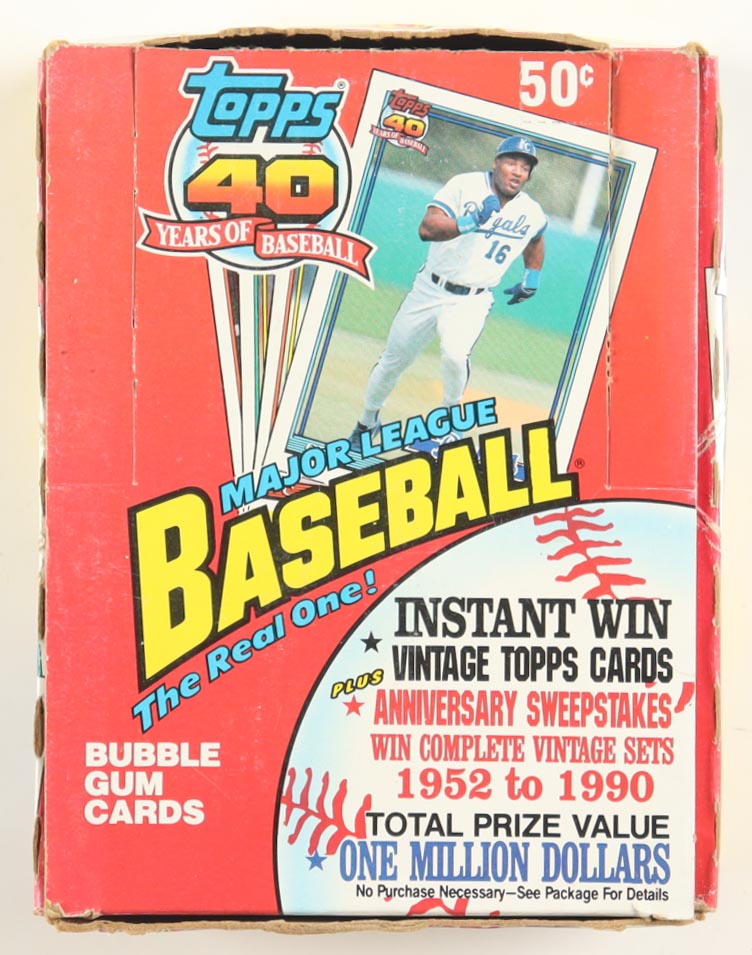 Topps®
40
YEARS OF BASEBALL
50¢
Topps
40
YEARS OF BASEBALL
KC
Royals
16
MAJOR LEAGUE
BASEBALL®
The Real One!
INSTANT WIN
VINTAGE TOPPS CARDS
PLUS
ANNIVERSARY SWEEPSTAKES
WIN COMPLETE VINTAGE SETS
1952 to 1990
BUBBLE
GUM
CARDS
TOTAL PRIZE VALUE
ONE MILLION DOLLARS
No Purchase Necessary—See Package For Details